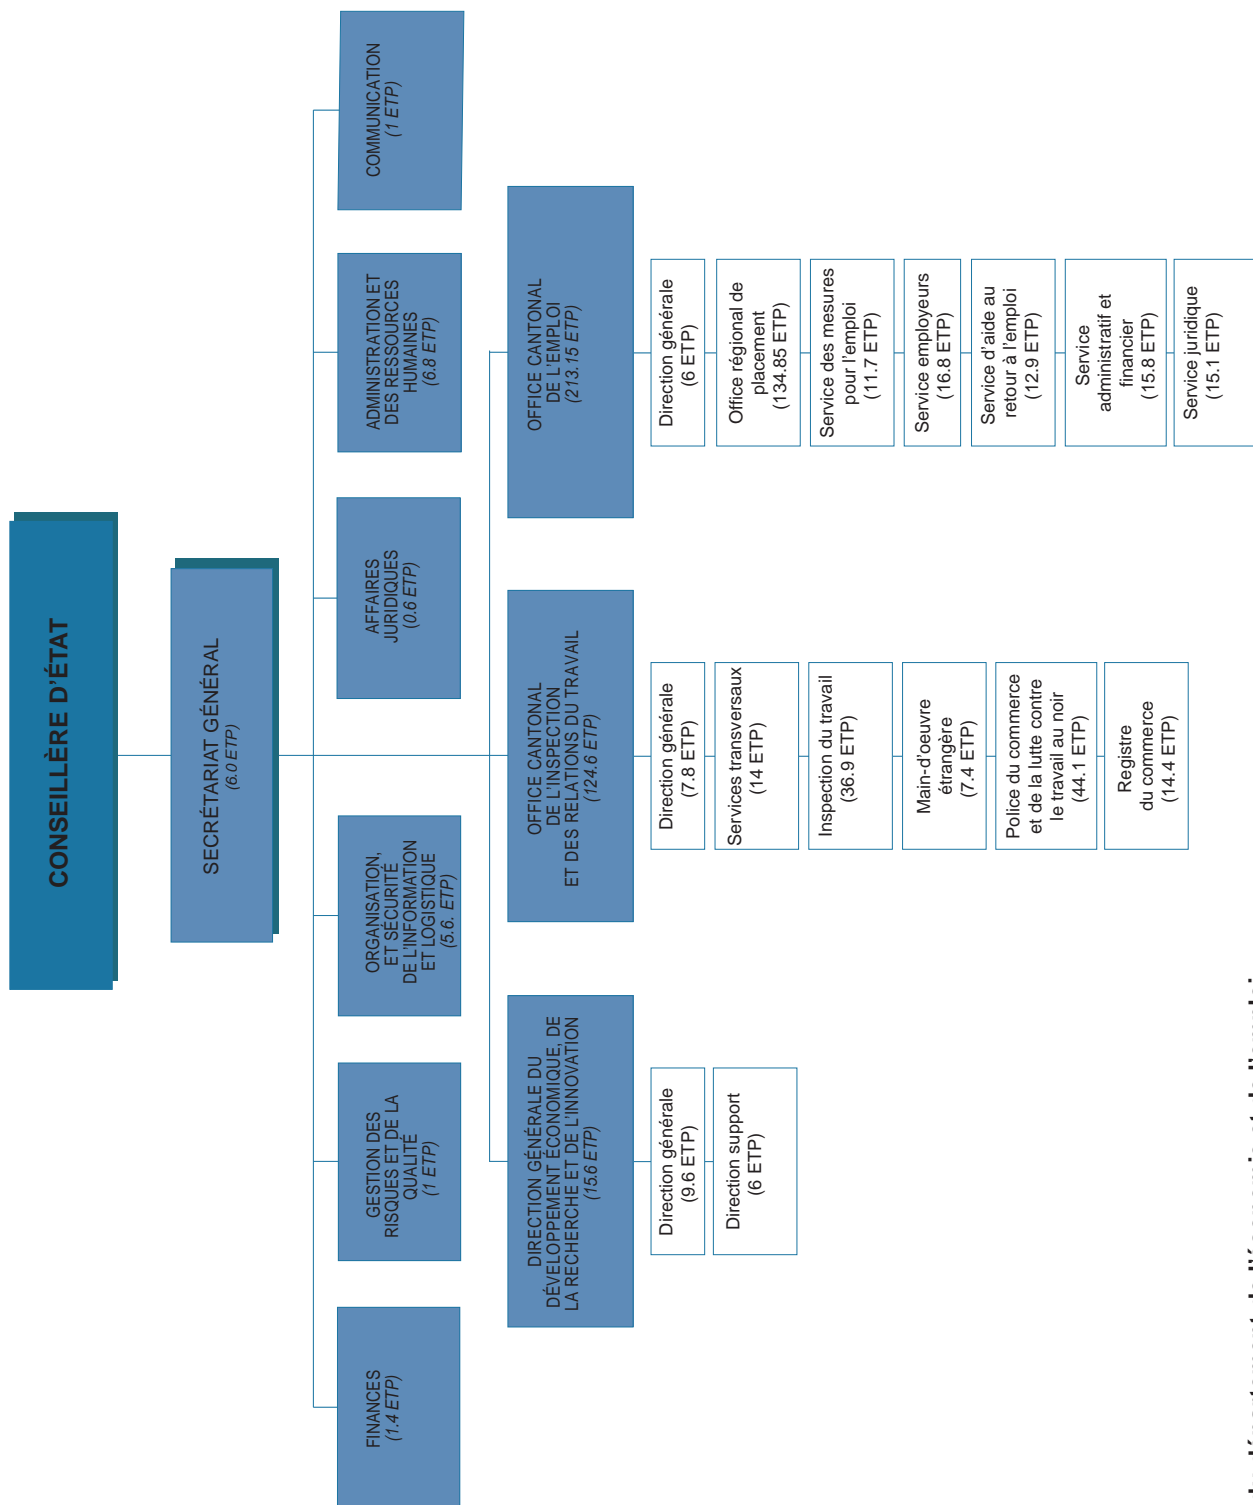 CONSEILLÈRE D'ÉTAT
SECRÉTARIAT GÉNÉRAL
(6.0 ETP)
FINANCES
(1.4 ETP)
GESTION DES
RISQUES ET DE LA
QUALITÉ
(1 ETP)
ORGANISATION,
ET SÉCURITÉ
DE L'INFORMATION
ET LOGISTIQUE
(5.6. ETP)
AFFAIRES
JURIDIQUES
(0.6 ETP)
ADMINISTRATION ET
DES RESSOURCES
HUMAINES
(6.8 ETP)
COMMUNICATION
(1 ETP)
DIRECTION GÉNÉRALE DU
DÉVELOPPEMENT ÉCONOMIQUE, DE
LA RECHERCHE ET DE L'INNOVATION
(15.6 ETP)
Direction générale
(9.6 ETP)
Direction support
(6 ETP)
OFFICE CANTONAL
DE L'INSPECTION
ET DES RELATIONS DU TRAVAIL
(124.6 ETP)
Direction générale
(7.8 ETP)
Services transversaux
(14 ETP)
Inspection du travail
(36.9 ETP)
Main-d'oeuvre
étrangère
(7.4 ETP)
Police du commerce
et de la lutte contre
le travail au noir
(44.1 ETP)
Registre
du commerce
(14.4 ETP)
OFFICE CANTONAL
DE L'EMPLOI
(213.15 ETP)
Direction générale
(6 ETP)
Office régional de
placement
(134.85 ETP)
Service des mesures
pour l'emploi
(11.7 ETP)
Service employeurs
(16.8 ETP)
Service d'aide au
retour à l'emploi
(12.9 ETP)
Service
administratif et
financier
(15.8 ETP)
Service juridique
(15.1 ETP)
département de l'économie et de l'emploi